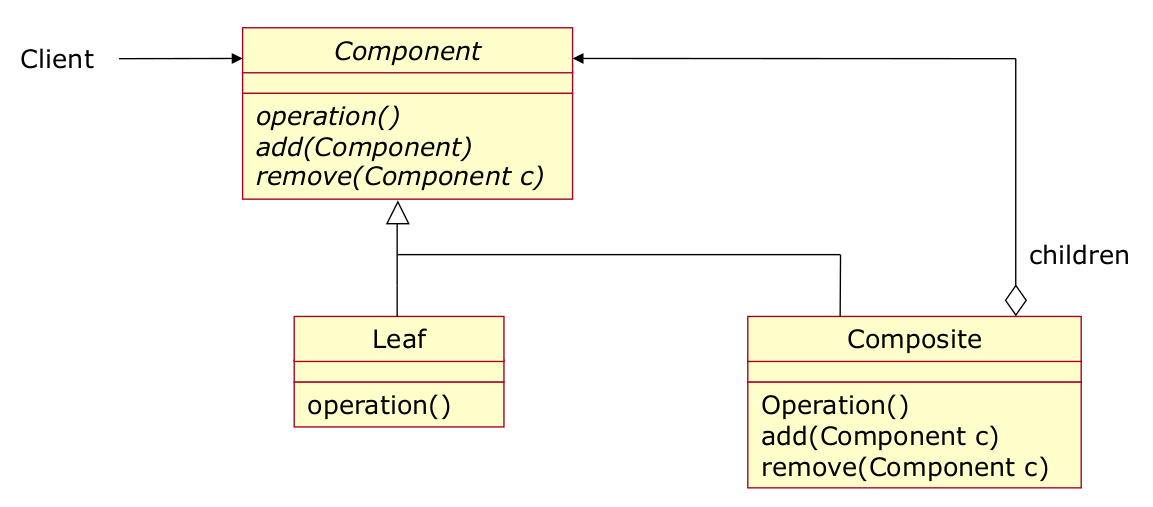 Client
Component
operation()
add(Component)
remove(Component c)
children
Leaf
operation()
Composite
Operation()
add(Component c)
remove(Component c)